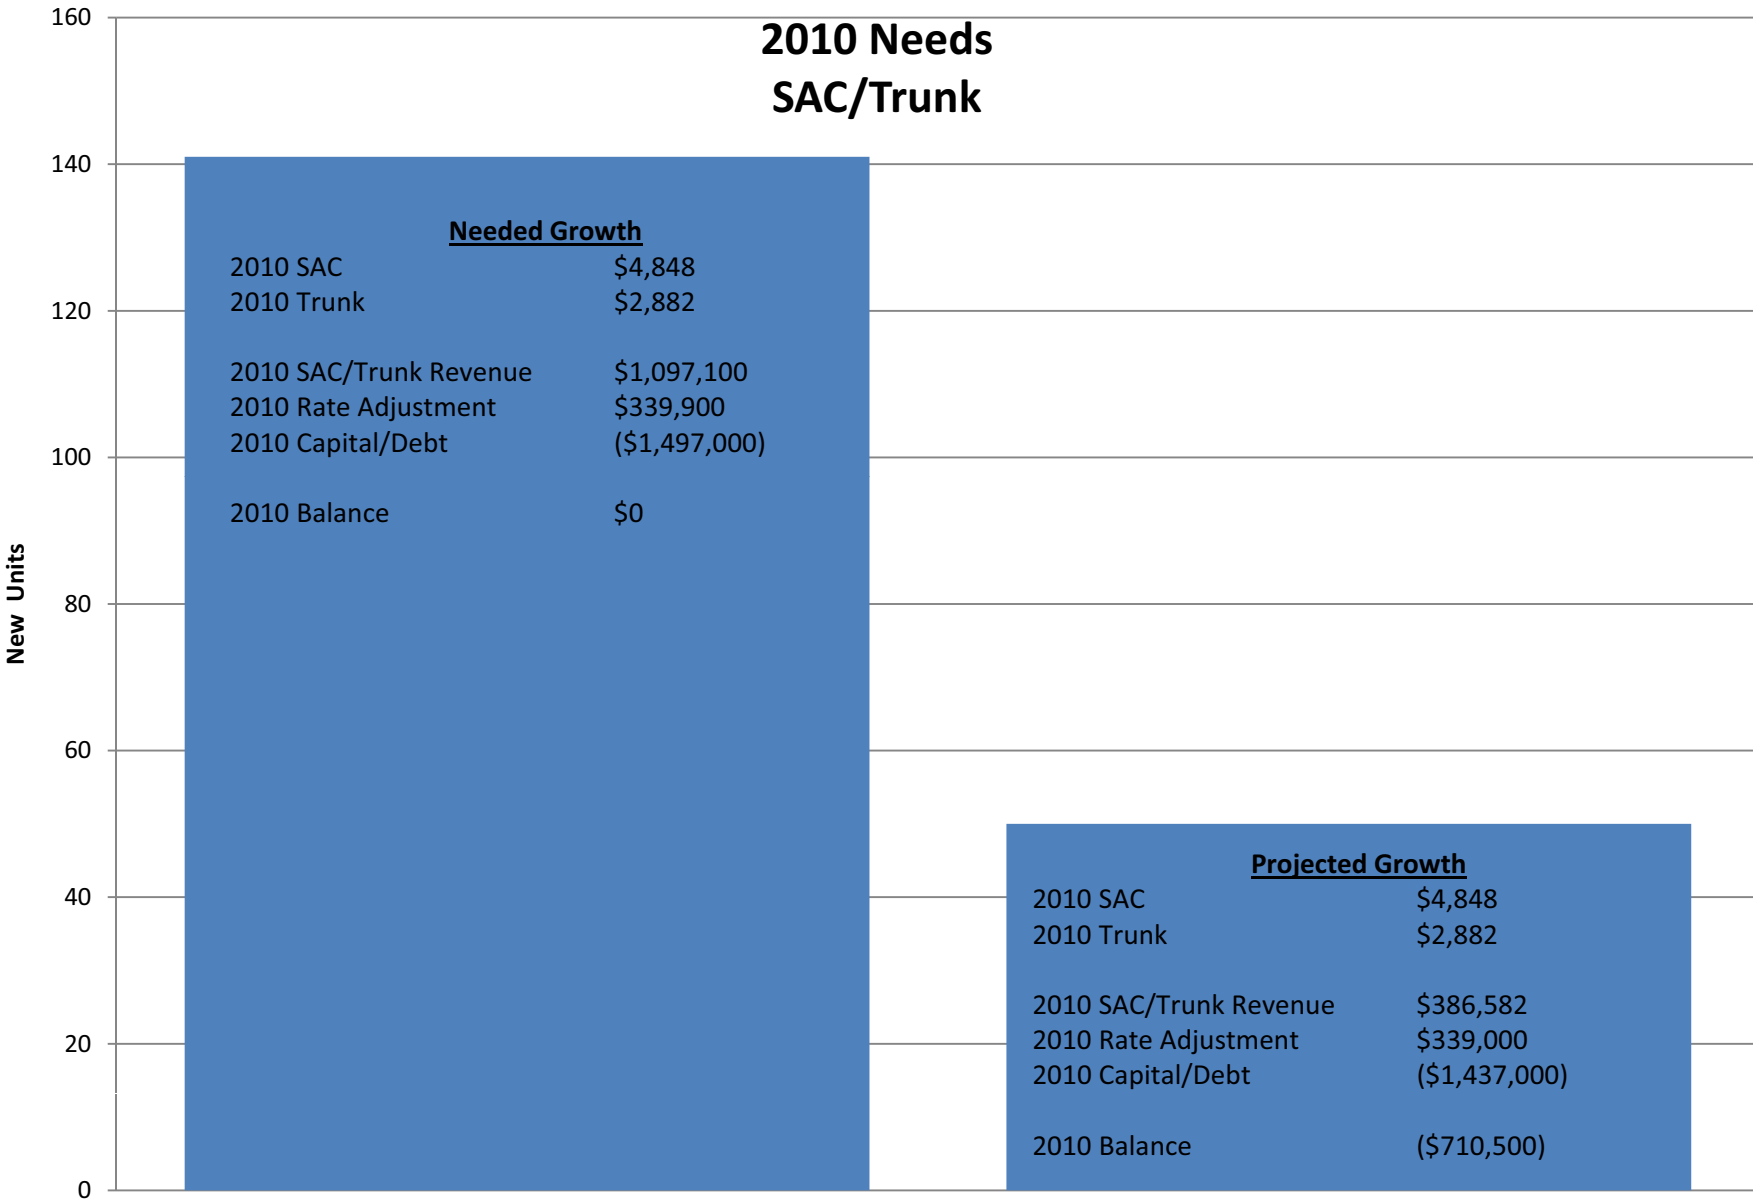 2010 Needs
SAC/Trunk
160
140
120
100
80
60
40
20
0
New Units
Needed Growth
2010 SAC $4,848
2010 Trunk $2,882
2010 SAC/Trunk Revenue $1,097,100
2010 Rate Adjustment $339,900
2010 Capital/Debt ($1,497,000)
2010 Balance $0
Projected Growth
2010 SAC $4,848
2010 Trunk $2,882
2010 SAC/Trunk Revenue $386,582
2010 Rate Adjustment $339,000
2010 Capital/Debt ($1,437,000)
2010 Balance ($710,500)